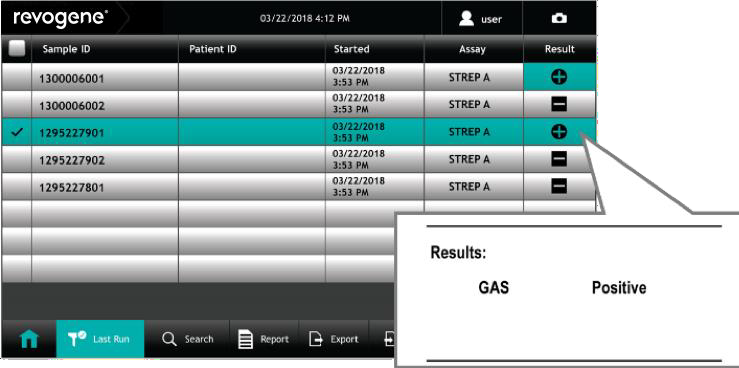 revogene® 03/22/2018 4:12 PM user
Sample ID Patient ID Started Assay Result
1300006001 03/22/2018 3:53 PM STREP A
1300006002 03/22/2018 3:53 PM STREP A
1295227901 03/22/2018 3:53 PM STREP A
1295227902 03/22/2018 3:53 PM STREP A
1295227801 03/22/2018 3:53 PM STREP A
Results:
GAS Positive
Last Run Search Report Export